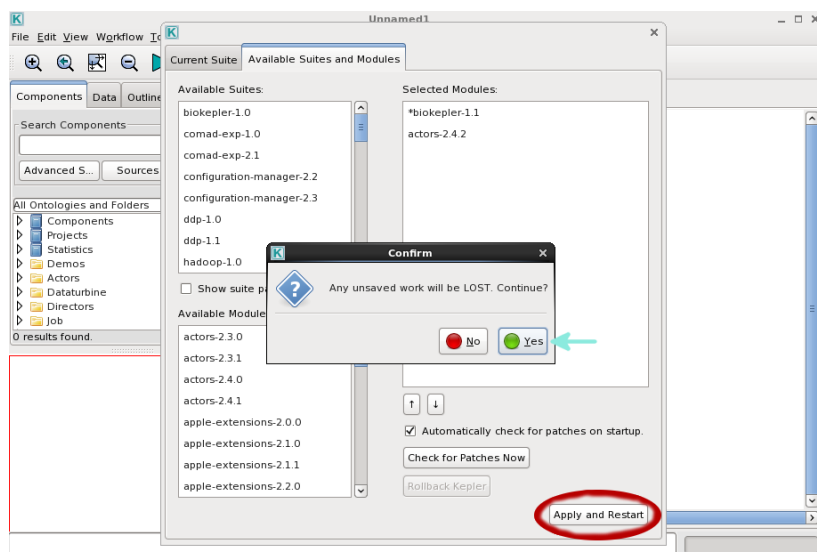 Unnamed1
File Edit View Workflow
Current Suite Available Suites and Modules
Components Data Outline
Search Components
Advanced S... Sources
All Ontologies and Folders
Components
Projects
Statistics
Demos
Actors
Dataturbine
Directors
Job
0 results found.
Available Suites:
biokepler-1.0
comad-exp-1.0
comad-exp-2.1
configuration-manager-2.2
configuration-manager-2.3
ddp-1.0
ddp-1.1
hadoop-1.0
Show suite
Available Module
actors-2.3.0
actors-2.3.1
actors-2.4.0
actors-2.4.1
apple-extensions-2.0.0
apple-extensions-2.1.0
apple-extensions-2.1.1
apple-extensions-2.2.0
Selected Modules:
*biokepler-1.1
actors-2.4.2
Confirm
Any unsaved work will be LOST. Continue?
No Yes
Automatically check for patches on startup.
Check for Patches Now
Rollback Kepler
Apply and Restart